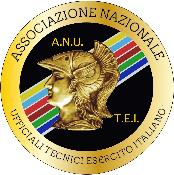 ASSOCIAZIONE NAZIONALE
A.N.U.
T.E.I.
UFFICIALI TECNICI ESERCITO ITALIANO